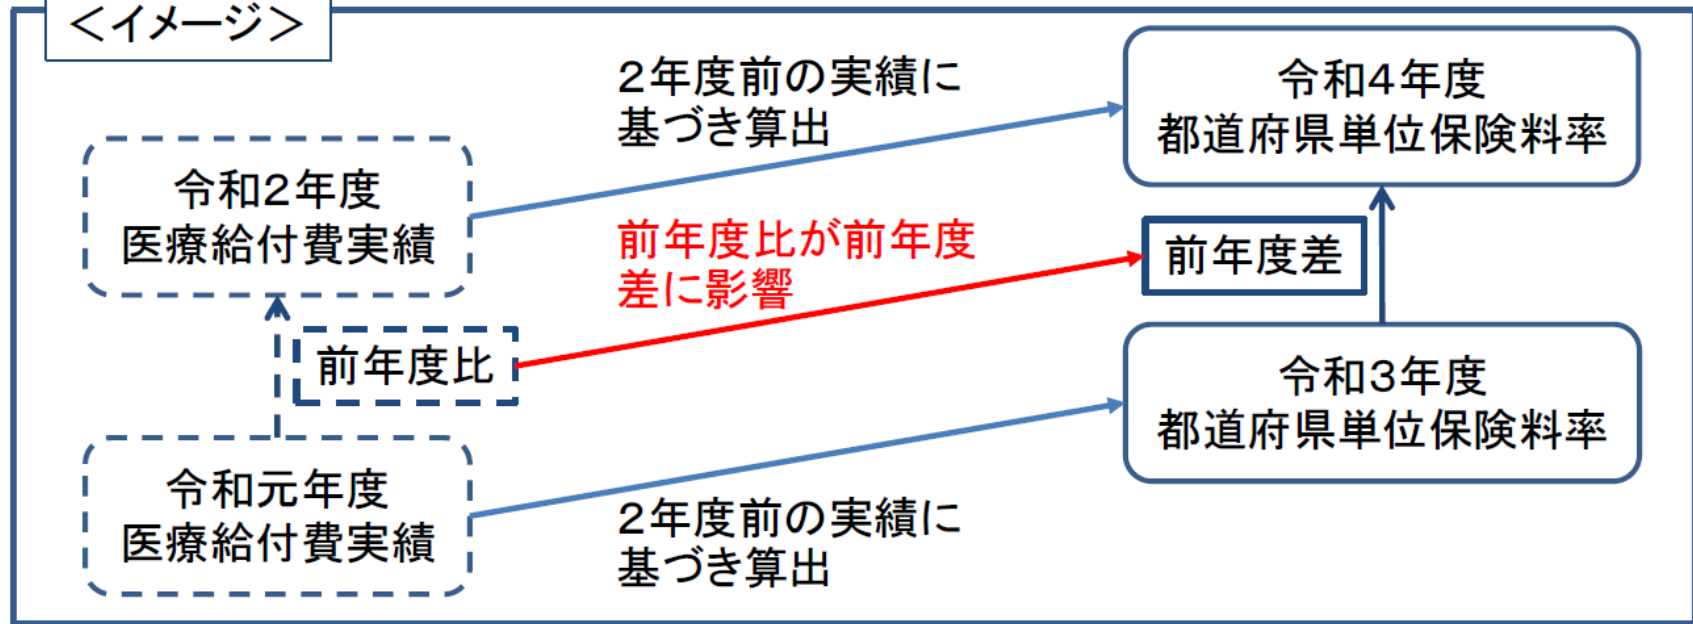 ＜イメージ＞
２年度前の実績に
基づき算出
令和４年度
都道府県単位保険料率
令和２年度
医療給付費実績
前年度比が前年度
差に影響
前年度差
前年度比
令和３年度
都道府県単位保険料率
令和元年度
医療給付費実績
２年度前の実績に
基づき算出